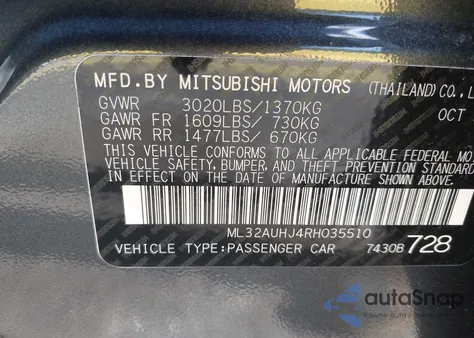 MFD.BY MITSUBISHI MOTORS (THAILAND) CO., L
GVWR 3020LBS/1370KG OCT
GAWR FR 1609LBS/ 730KG
GAWR RR 1477LBS/ 670KG
THIS VEHICLE CONFORMS TO ALL APPLICABLE FEDERAL MO
VEHICLE SAFETY, BUMPER, AND THEFT PREVENTION STANDAR
IN EFFECT ON THE DATE OF MANUFACTURE SHOWN ABOVE.
ML32AUHJ4RH035510
VEHICLE TYPE:PASSENGER CAR 7430B 728
autoSnap